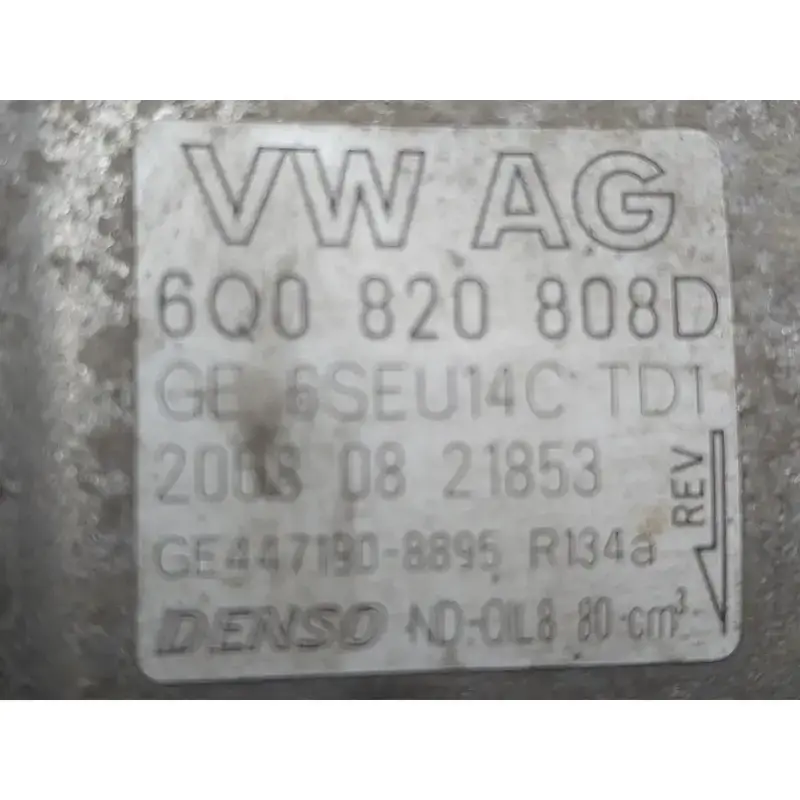 VW AG
6Q0 820 808D
GE 6SEU14C TD1
2008 08 21853
GE447190-8895 R134a
DENSO ND-OIL8 80-cm³
REV